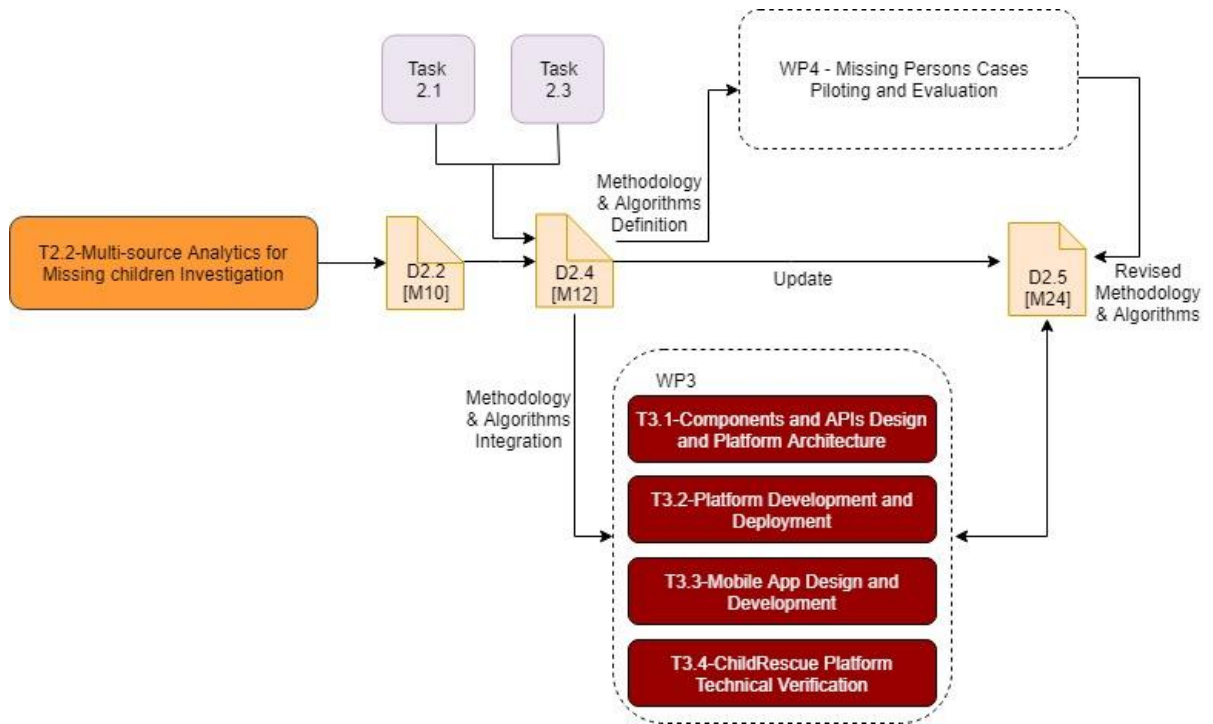 Task
2.1
Task
2.3
WP4 - Missing Persons Cases
Piloting and Evaluation
Methodology
& Algorithms
Definition
T2.2-Multi-source Analytics for
Missing children Investigation
D2.2
[M10]
D2.4
[M12]
Update
D2.5
[M24]
Revised
Methodology
& Algorithms
Methodology
& Algorithms
Integration
WP3
T3.1-Components and APIs Design
and Platform Architecture
T3.2-Platform Development and
Deployment
T3.3-Mobile App Design and
Development
T3.4-ChildRescue Platform
Technical Verification